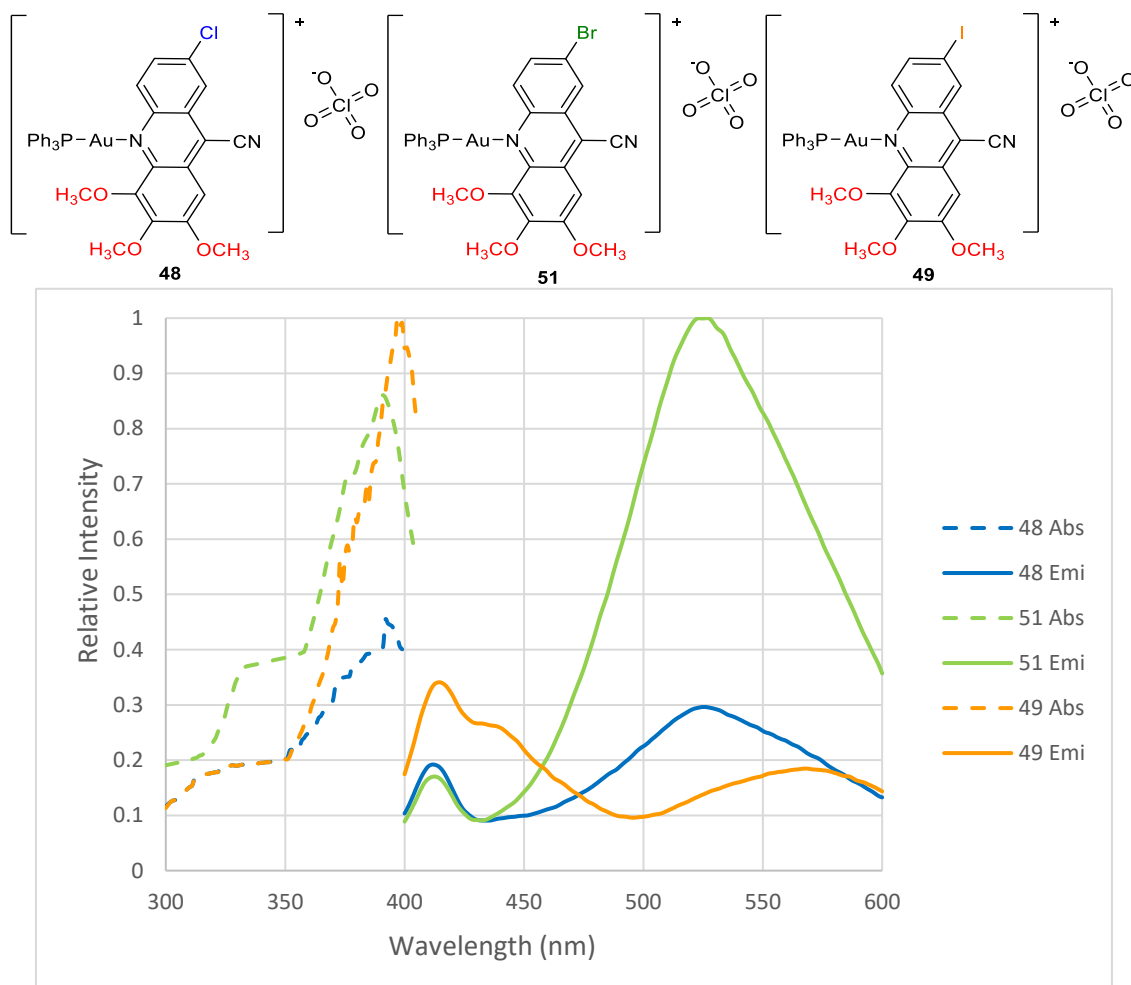 Cl
+
-O
Cl
O
O
O
Ph3P—Au—N
CN
H3CO
H3CO
OCH3
48
Br
+
-O
Cl
O
O
O
Ph3P—Au—N
CN
H3CO
H3CO
OCH3
51
I
+
-O
Cl
O
O
O
Ph3P—Au—N
CN
H3CO
H3CO
OCH3
49
1
0.9
0.8
0.7
0.6
0.5
0.4
0.3
0.2
0.1
0
Relative Intensity
300
350
400
450
500
550
600
Wavelength (nm)
48 Abs
48 Emi
51 Abs
51 Emi
49 Abs
49 Emi